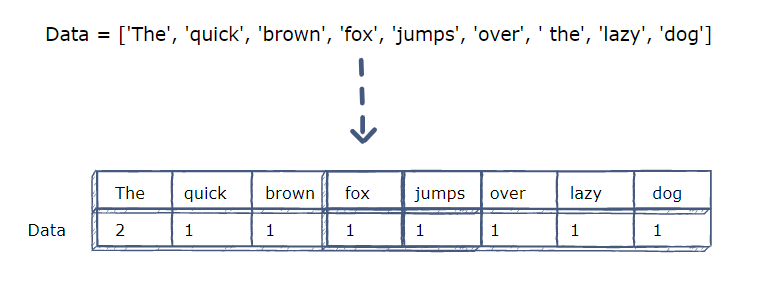 Data = ['The', 'quick', 'brown', 'fox', 'jumps', 'over', ' the', 'lazy', 'dog']
The quick brown fox jumps over lazy dog
Data 2 1 1 1 1 1 1 1